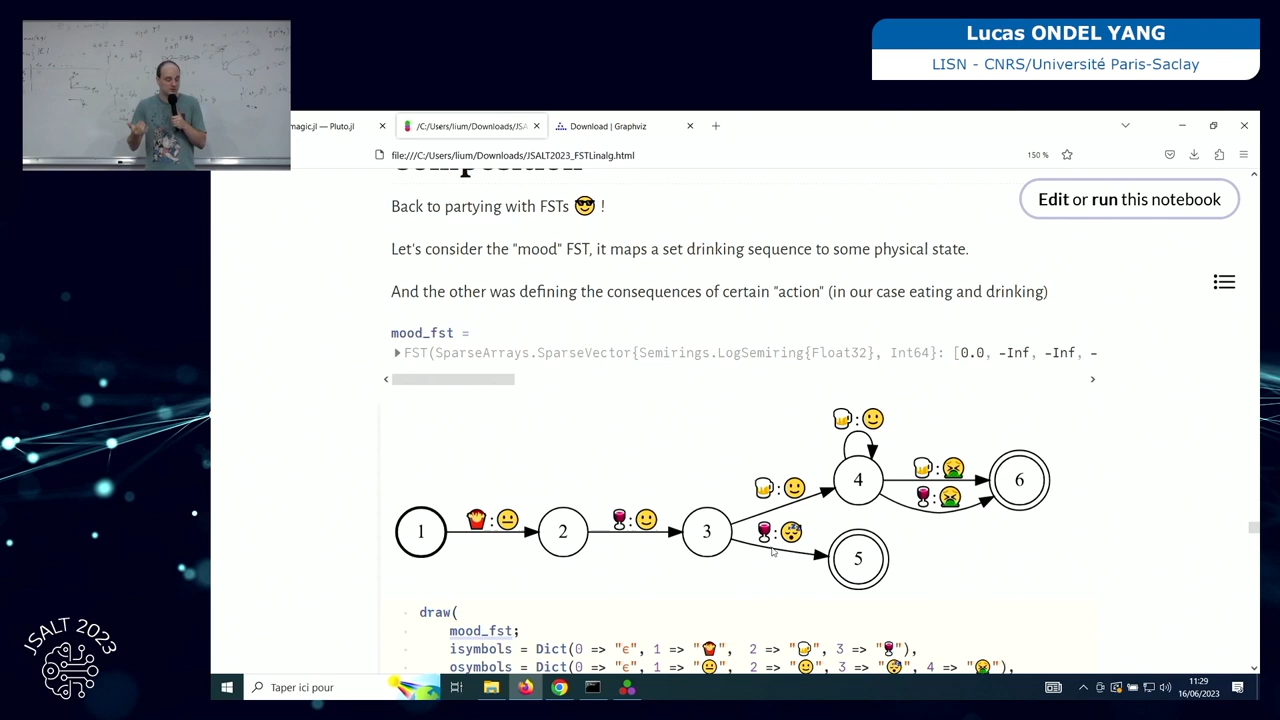 Lucas ONDEL YANG
LISN - CNRS/Université Paris-Saclay
magic.jl — Pluto.jl
/C:/Users/lium/Downloads/JSA
Download | Graphviz
file:///C:/Users/lium/Downloads/JSALT2023_FSTLinalg.html
150 %
Composition
Back to partying with FSTs 😎 !
Edit or run this notebook
Let's consider the "mood" FST, it maps a set drinking sequence to some physical state.
And the other was defining the consequences of certain "action" (in our case eating and drinking)
mood_fst =
FST(SparseArrays.SparseVector{Semirings.LogSemiring{Float32}, Int64}: [0.0, -Inf, -Inf, -
🍺:🙂
🍺:🤮
🍺:🙂
4
6
🍷:🤮
🍟:😐
🍷:🙂
1
2
3
🍷:😴
5
draw(
mood_fst;
isymbols = Dict(0 => "ϵ", 1 => "🍟", 2 => "🍺", 3 => "🍷"),
osymbols = Dict(0 => "ϵ", 1 => "😐", 2 => "🙂", 3 => "😴", 4 => "🤮"),
JSALT 2023
Taper ici pour
11:29
16/06/2023